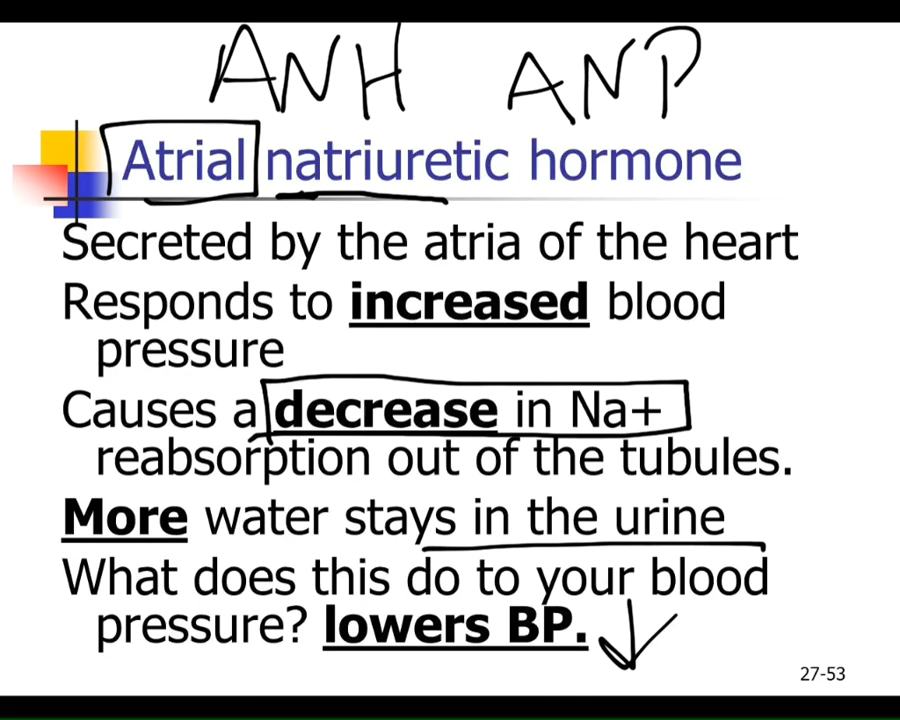 ANH ANP
Atrial natriuretic hormone
Secreted by the atria of the heart
Responds to increased blood
pressure
Causes a decrease in Na+
reabsorption out of the tubules.
More water stays in the urine
What does this do to your blood
pressure? lowers BP.
27-53